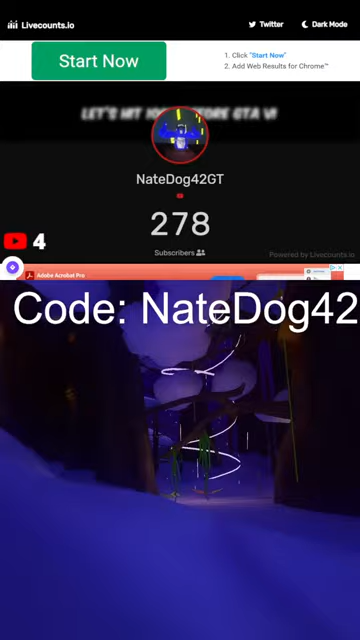 Livecounts.io
Twitter
Dark Mode
Start Now
1. Click "Start Now"
2. Add Web Results for Chrome™
NateDog42GT
278
Subscribers
Powered by Livecounts.io
4
Adobe Acrobat Pro
Code: NateDog42